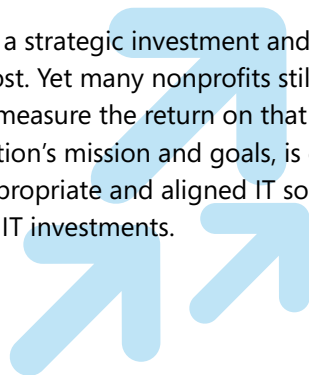 a strategic investment and
ost. Yet many nonprofits stil
measure the return on that
tion’s mission and goals, is
propriate and aligned IT so
IT investments.